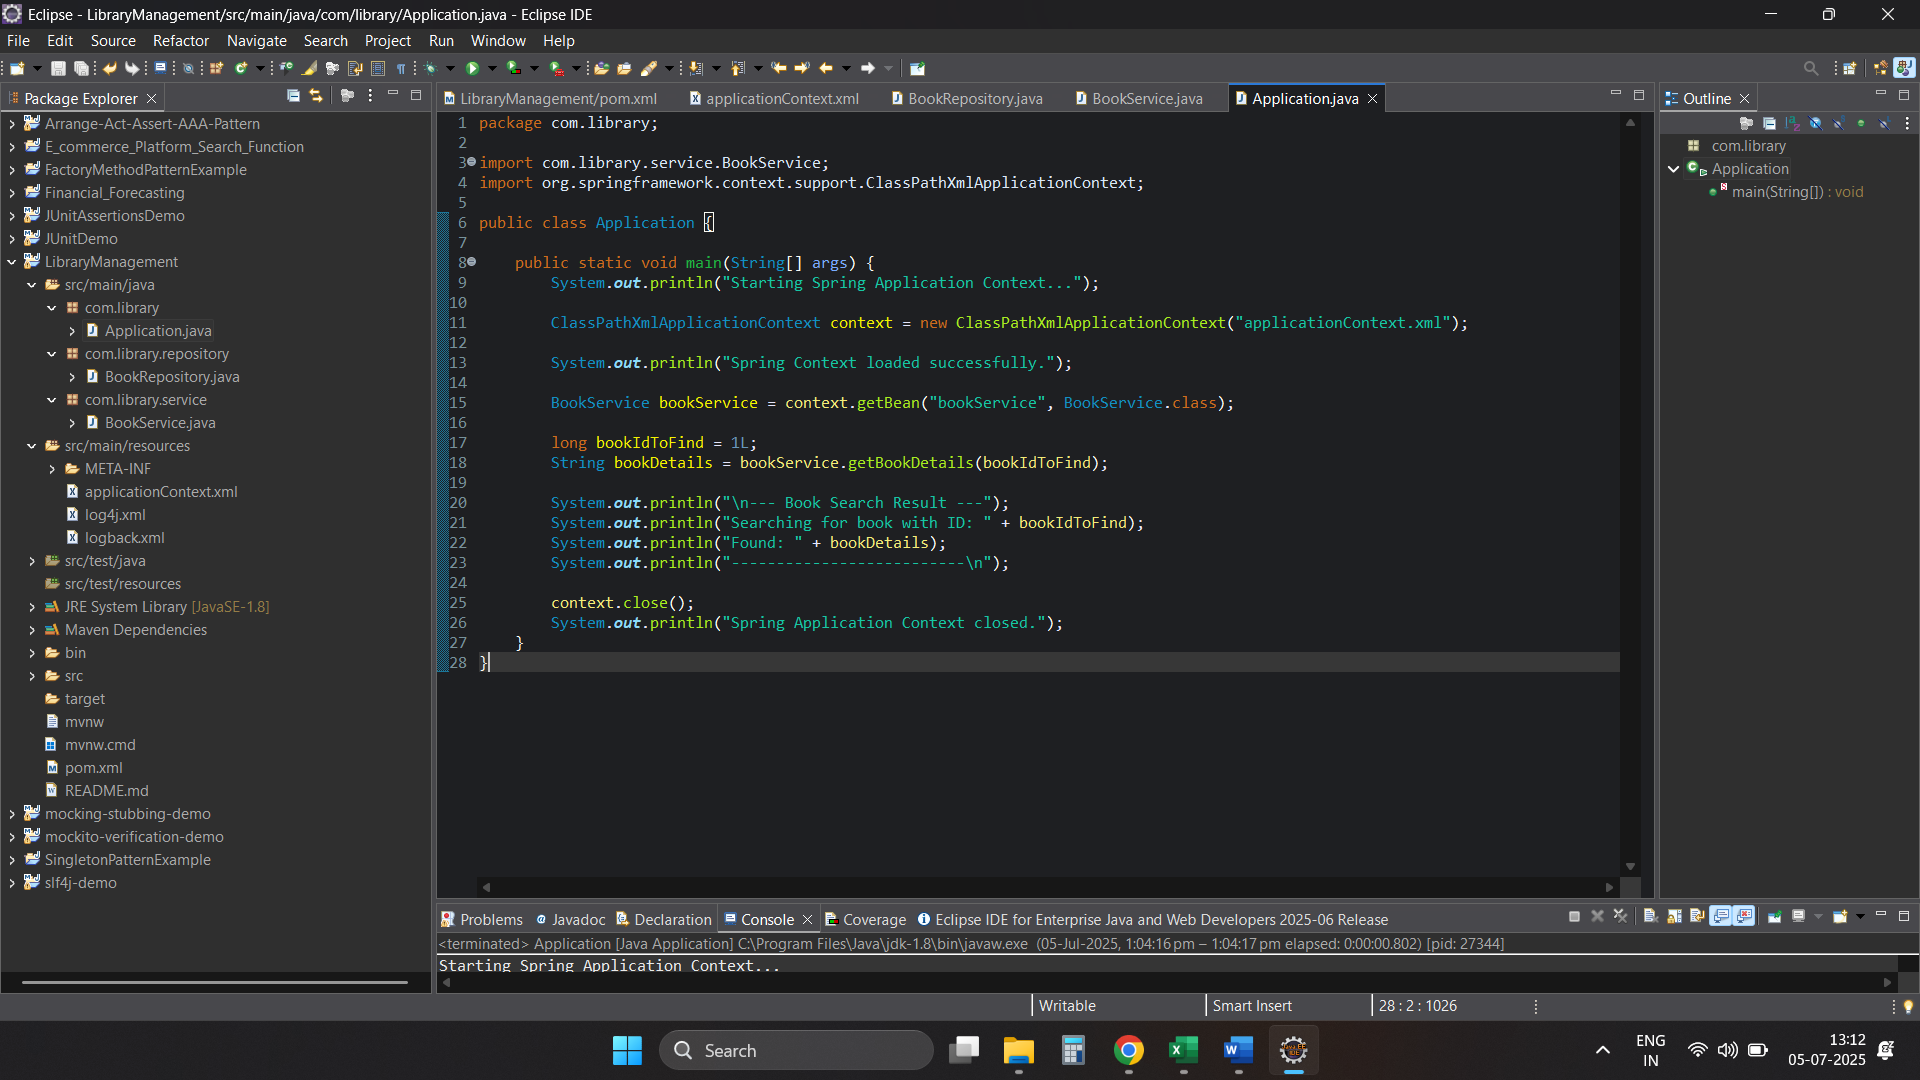 Eclipse - LibraryManagement/src/main/java/com/library/Application.java - Eclipse IDE
File Edit Source Refactor Navigate Search Project Run Window Help
Package Explorer
Arrange-Act-Assert-AAA-Pattern
E_commerce_Platform_Search_Function
FactoryMethodPatternExample
Financial_Forecasting
JUnitAssertionsDemo
JUnitDemo
LibraryManagement
src/main/java
com.library
Application.java
com.library.repository
BookRepository.java
com.library.service
BookService.java
src/main/resources
META-INF
applicationContext.xml
log4j.xml
logback.xml
src/test/java
src/test/resources
JRE System Library [JavaSE-1.8]
Maven Dependencies
bin
src
target
mvnw
mvnw.cmd
pom.xml
README.md
mocking-stubbing-demo
mockito-verification-demo
SingletonPatternExample
slf4j-demo
LibraryManagement/pom.xml applicationContext.xml BookRepository.java BookService.java Application.java
1 package com.library;
2
3 import com.library.service.BookService;
4 import org.springframework.context.support.ClassPathXmlApplicationContext;
5
6 public class Application {
7
8 public static void main(String[] args) {
9 System.out.println("Starting Spring Application Context...");
10
11 ClassPathXmlApplicationContext context = new ClassPathXmlApplicationContext("applicationContext.xml");
12
13 System.out.println("Spring Context loaded successfully.");
14
15 BookService bookService = context.getBean("bookService", BookService.class);
16
17 long bookIdToFind = 1L;
18 String bookDetails = bookService.getBookDetails(bookIdToFind);
19
20 System.out.println("\n--- Book Search Result ---");
21 System.out.println("Searching for book with ID: " + bookIdToFind);
22 System.out.println("Found: " + bookDetails);
23 System.out.println("--------------------------\n");
24
25 context.close();
26 System.out.println("Spring Application Context closed.");
27 }
28 }
Outline
com.library
Application
main(String[]) : void
Problems Javadoc Declaration Console Coverage Eclipse IDE for Enterprise Java and Web Developers 2025-06 Release
<terminated> Application [Java Application] C:\Program Files\Java\jdk-1.8\bin\javaw.exe (05-Jul-2025, 1:04:16 pm – 1:04:17 pm elapsed: 0:00:00.802) [pid: 27344]
Starting Spring Application Context...
Writable Smart Insert 28 : 2 : 1026
Search
ENG
IN
13:12
05-07-2025